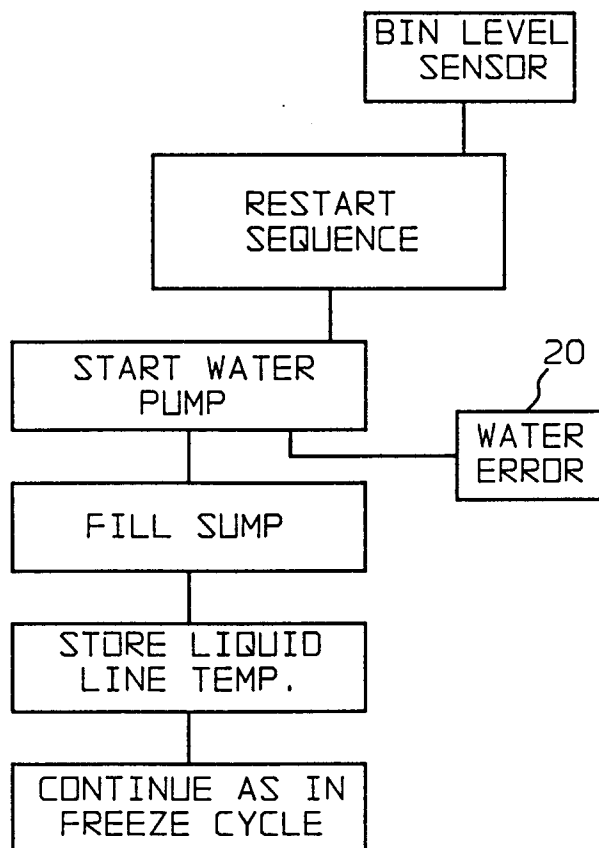 BIN LEVEL
SENSOR
RESTART
SEQUENCE
START WATER
PUMP
20
WATER
ERROR
FILL SUMP
STORE LIQUID
LINE TEMP.
CONTINUE AS IN
FREEZE CYCLE